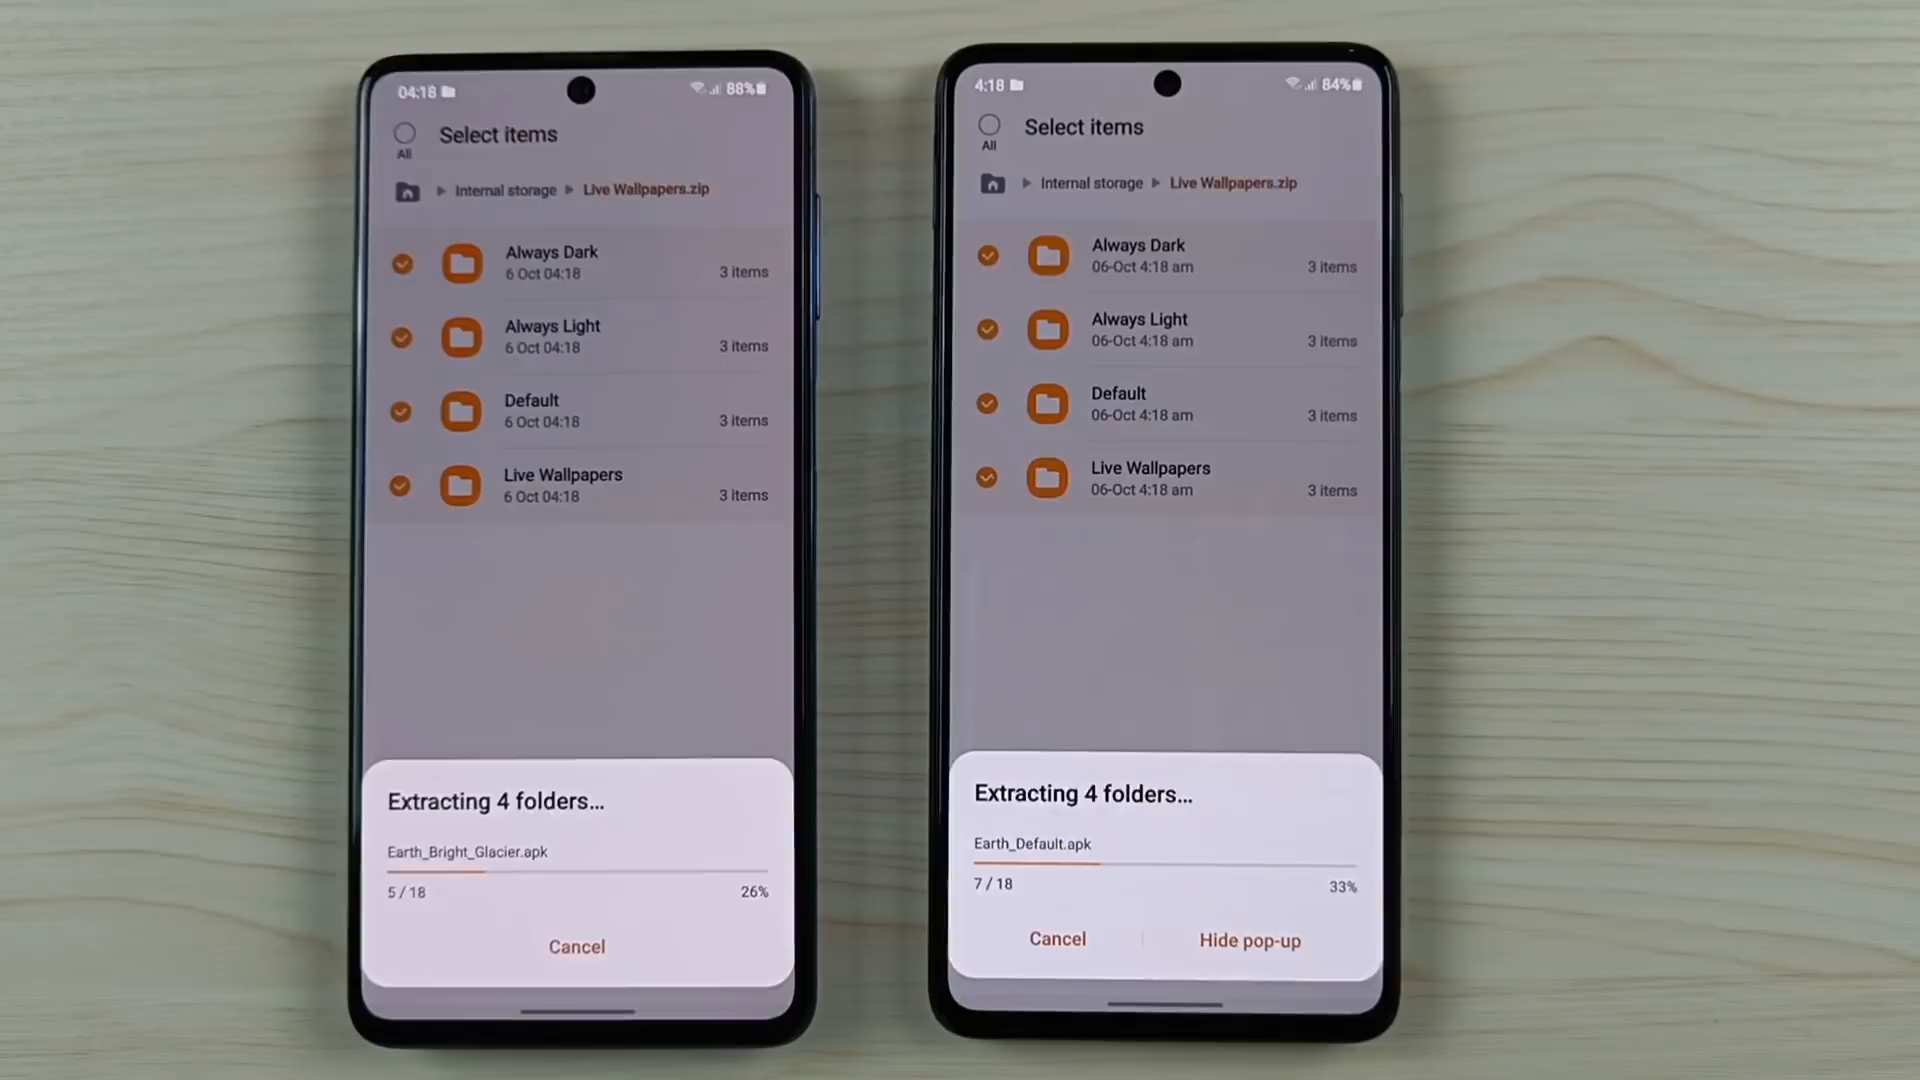 04:18
88%
Select items
All
Internal storage
Live Wallpapers.zip
Always Dark
6 Oct 04:18
3 items
Always Light
6 Oct 04:18
3 items
Default
6 Oct 04:18
3 items
Live Wallpapers
6 Oct 04:18
3 items
Extracting 4 folders...
Earth_Bright_Glacier.apk
5 / 18
26%
Cancel
4:18
84%
Select items
All
Internal storage
Live Wallpapers.zip
Always Dark
06-Oct 4:18 am
3 items
Always Light
06-Oct 4:18 am
3 items
Default
06-Oct 4:18 am
3 items
Live Wallpapers
06-Oct 4:18 am
3 items
Extracting 4 folders...
Earth_Default.apk
7 / 18
33%
Cancel
Hide pop-up